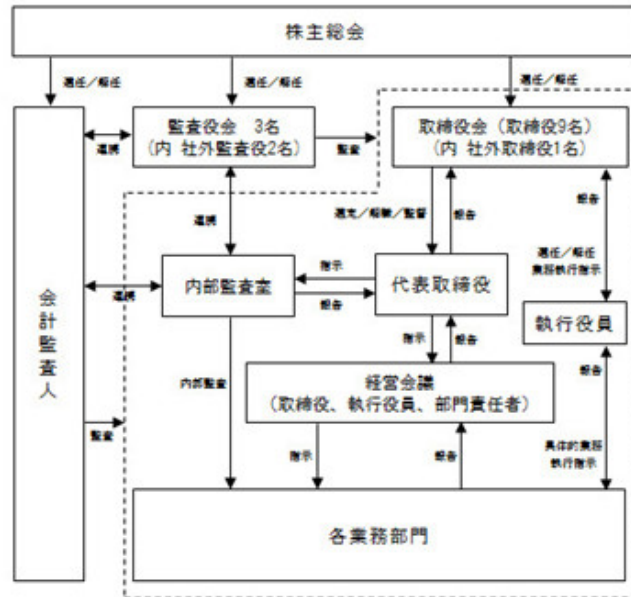 株主総会
選任/解任
選任/解任
選任/解任
監査役会 3名
(内 社外監査役2名)
取締役会(取締役9名)
(内 社外取締役1名)
連携
監査
連携
選定/解職/監督
報告
報告
選任/解任
業務執行指示
内部監査室
指示
報告
代表取締役
連携
執行役員
会計監査人
指示
報告
報告
内部監査
経営会議
(取締役、執行役員、部門責任者)
監査
指示
報告
具体的業務
執行指示
各業務部門